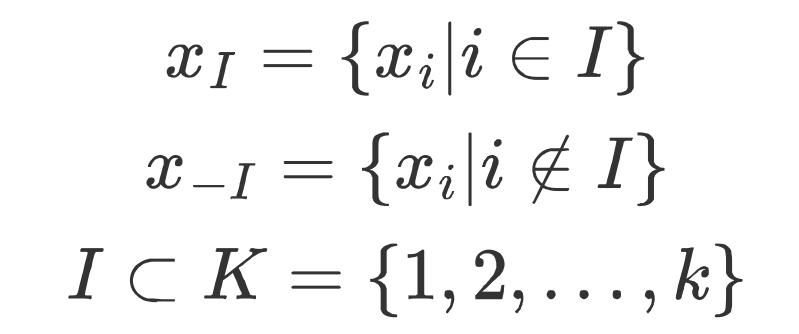 x_I = {x_i|i ∈ I}
x_{-I} = {x_i|i ∉ I}
I ⊂ K = {1, 2, . . . , k}